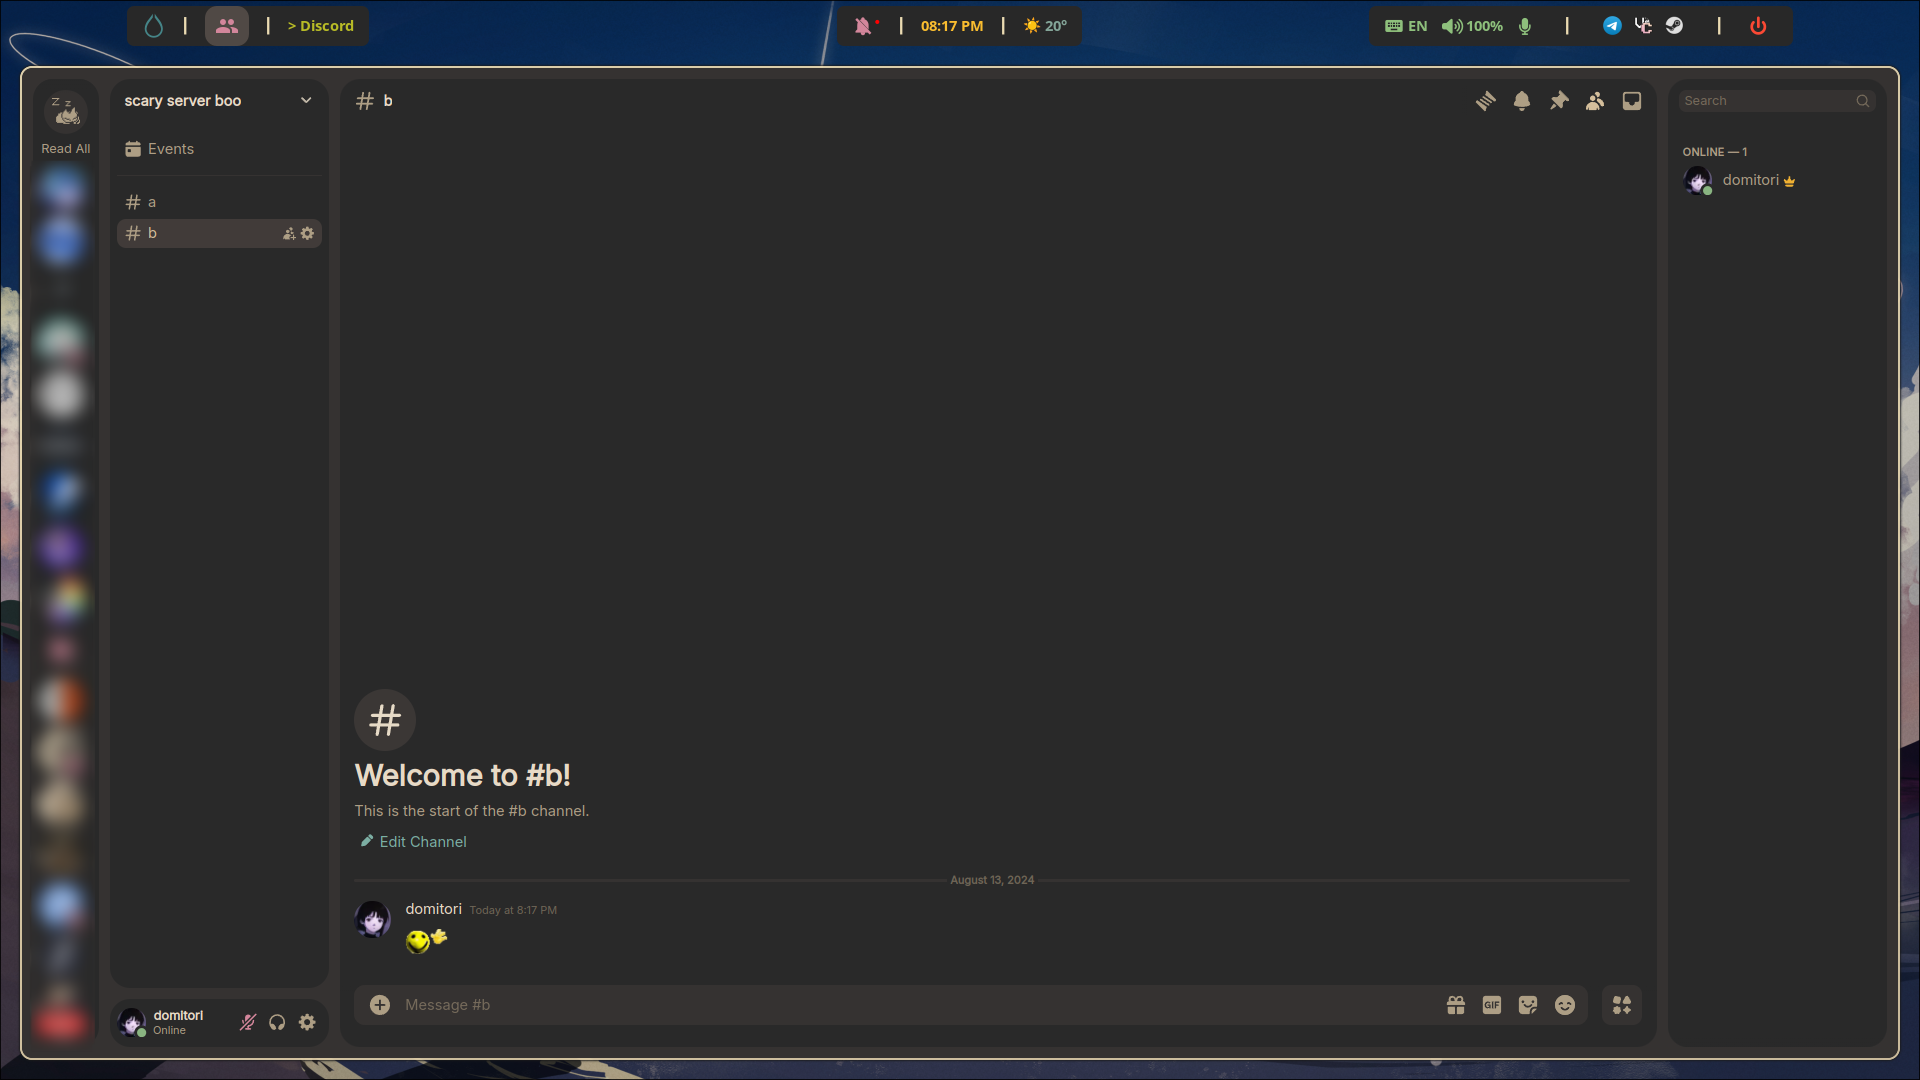 > Discord
08:17 PM
20°
EN
100%
Z z
Read All
scary server boo
Events
a
b
b
Search
ONLINE — 1
domitori
Welcome to #b!
This is the start of the #b channel.
Edit Channel
August 13, 2024
domitori Today at 8:17 PM
Message #b
GIF
domitori
Online